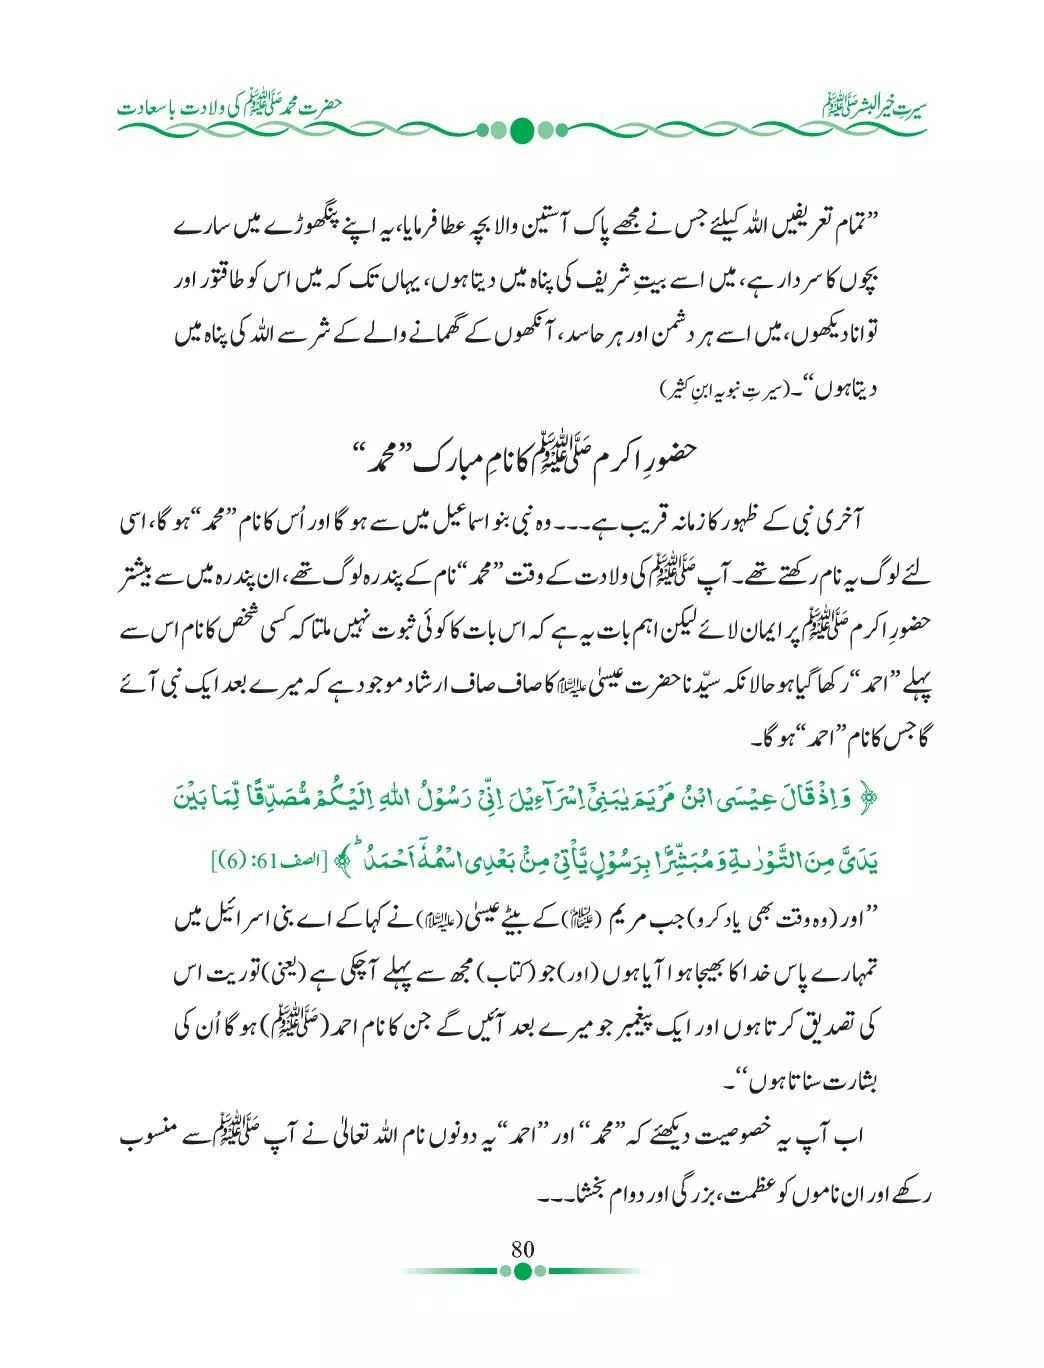 سیرتِ خیر البشر ﷺ
حضرت محمد ﷺ کی ولادت باسعادت
”تمام تعریفیں اللہ کیلئے جس نے مجھے پاک آستین والا بچہ عطا فرمایا، یہ اپنے پنگھوڑے میں سارے
بچوں کا سردار ہے، میں اسے بیتِ شریف کی پناہ میں دیتا ہوں، یہاں تک کہ میں اس کو طاقتور اور
توانا دیکھوں، میں اسے ہر دشمن اور ہر حاسد، آنکھوں کے گھمانے والے کے شر سے اللہ کی پناہ میں
دیتا ہوں“۔ (سیرتِ نبویہ ابنِ کثیر)
حضورِ اکرم ﷺ کا نامِ مبارک ”محمد“
آخری نبی کے ظہور کا زمانہ قریب ہے۔۔۔ وہ نبی بنو اسماعیل میں سے ہو گا اور اُس کا نام ”محمد“ ہو گا، اسی
لئے لوگ یہ نام رکھتے تھے۔ آپ ﷺ کی ولادت کے وقت ”محمد“ نام کے پندرہ لوگ تھے، ان پندرہ میں سے بیشتر
حضورِ اکرم ﷺ پر ایمان لائے لیکن اہم بات یہ ہے کہ اس بات کا کوئی ثبوت نہیں ملتا کہ کسی شخص کا نام اس سے
پہلے ”احمد“ رکھا گیا ہو حالانکہ سیّدنا حضرت عیسیٰ علیہ السلام کا صاف صاف ارشاد موجود ہے کہ میرے بعد ایک نبی آئے
گا جس کا نام ”احمد“ ہو گا۔
﴿ وَاِذْ قَالَ عِيْسَى ابْنُ مَرْيَمَ يٰبَنِيْٓ اِسْرَآءِيْلَ اِنِّيْ رَسُوْلُ اللهِ اِلَيْكُمْ مُّصَدِّقًا لِّمَا بَيْنَ
يَدَيَّ مِنَ التَّوْرٰىةِ وَ مُبَشِّرًۢا بِرَسُوْلٍ يَّاْتِيْ مِنْۢ بَعْدِي اسْمُهٗٓ اَحْمَدُ ؕ ﴾ [الصف61: (6)]
”اور (وہ وقت بھی یاد کرو) جب مریم (علیہا السلام) کے بیٹے عیسیٰ (علیہ السلام) نے کہا کے اے بنی اسرائیل میں
تمہارے پاس خدا کا بھیجا ہوا آیا ہوں (اور) جو (کتاب) مجھ سے پہلے آچکی ہے (یعنی) توریت اس
کی تصدیق کرتا ہوں اور ایک پیغمبر جو میرے بعد آئیں گے جن کا نام احمد (ﷺ) ہو گا اُن کی
بشارت سناتا ہوں“۔
اب آپ یہ خصوصیت دیکھئے کہ ”محمد“ اور ”احمد“ یہ دونوں نام اللہ تعالیٰ نے آپ ﷺ سے منسوب
رکھے اور ان ناموں کو عظمت، بزرگی اور دوام بخشا۔۔۔
80